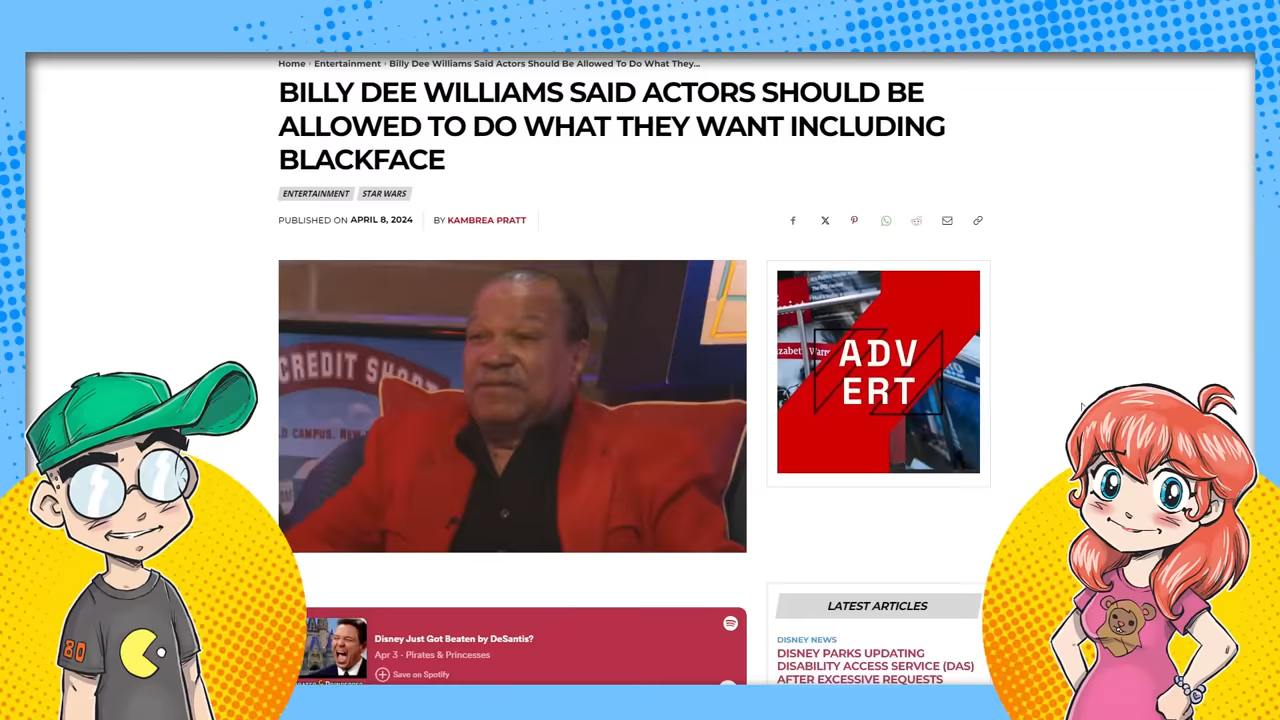 Home › Entertainment › Billy Dee Williams Said Actors Should Be Allowed To Do What They...
BILLY DEE WILLIAMS SAID ACTORS SHOULD BE
ALLOWED TO DO WHAT THEY WANT INCLUDING
BLACKFACE
ENTERTAINMENT STAR WARS
PUBLISHED ON APRIL 8, 2024 BY KAMBREA PRATT
CREDIT
CAMPUS.
ADV
ERT
LATEST ARTICLES
DISNEY NEWS
DISNEY PARKS UPDATING
DISABILITY ACCESS SERVICE (DAS)
AFTER EXCESSIVE REQUESTS
Disney Just Got Beaten by DeSantis?
Apr 3 · Pirates & Princesses
Save on Spotify
80